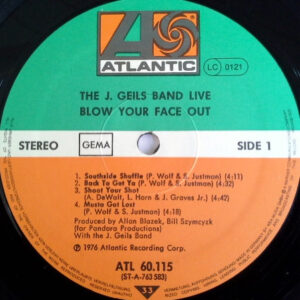 ATLANTIC
LC 0121
THE J. GEILS BAND LIVE
BLOW YOUR FACE OUT
STEREO
GEMA
SIDE 1
1. Southside Shuffle (P. Wolf & S. Justman) (4:11)
2. Back To Get Ya (P. Wolf & S. Justman) (4:32)
3. Shoot Your Shot
(A. DeWalt, L. Horn & J. Graves Jr.) (4:42)
4. Musta Got Lost
(P. Wolf & S. Justman)
(4:18)
Produced by Allan Blazek, Bill Szymczyk
(for Pandora Productions)
With the J. Geils Band
℗ 1976 Atlantic Recording Corp.
ATL 60.115
(ST-A-763 583)
33